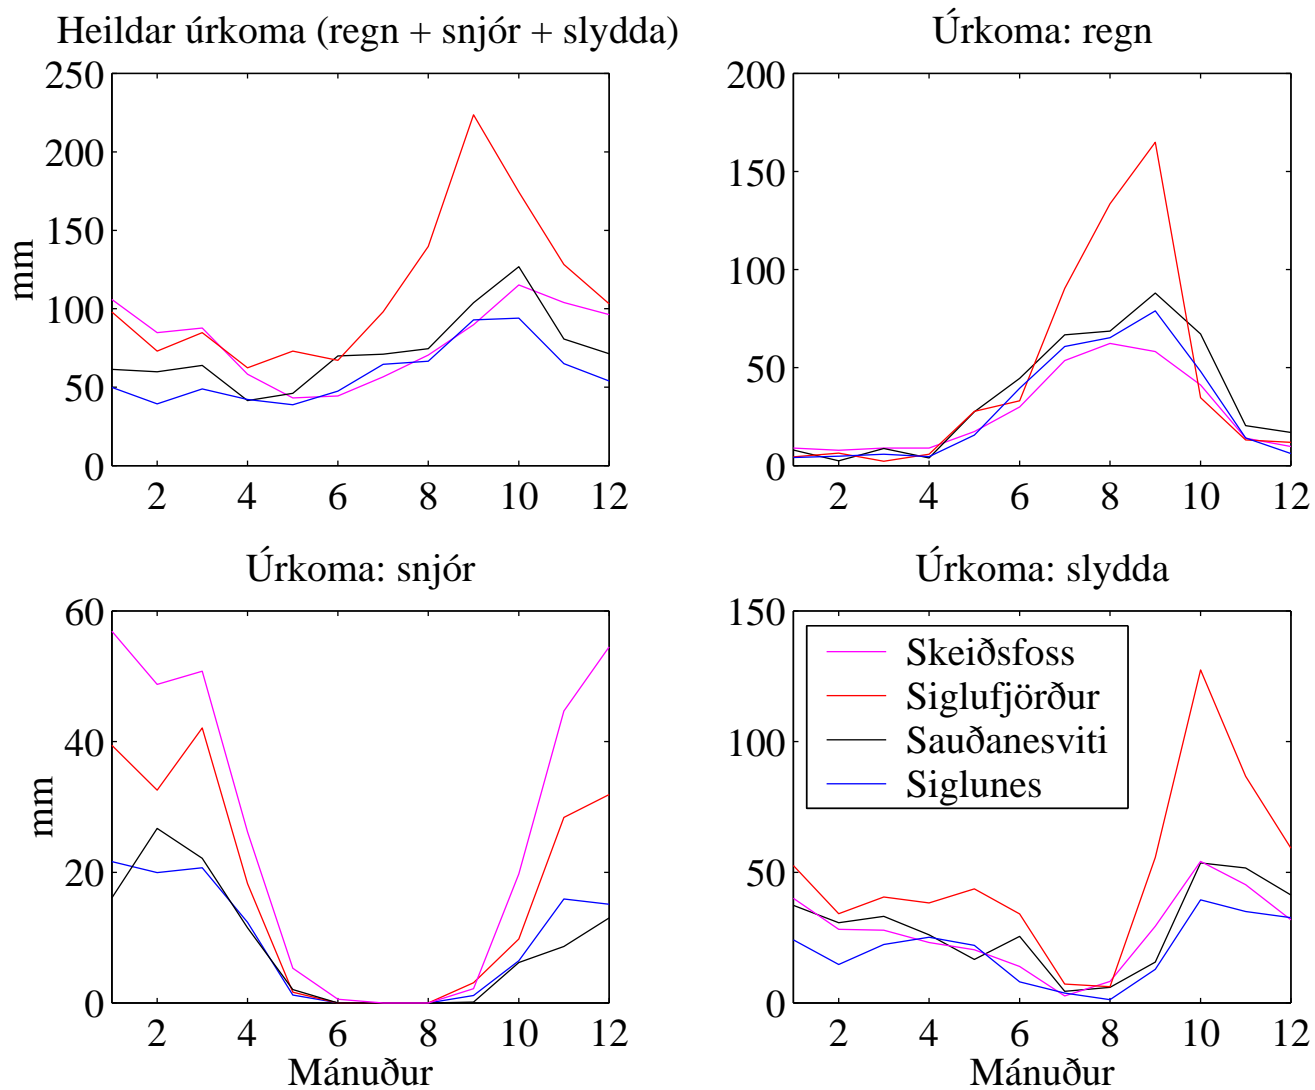 Heildar úrkoma (regn + snjór + slydda)
250
200
150
100
50
0
mm
2 4 6 8 10 12
Úrkoma: regn
200
150
100
50
0
2 4 6 8 10 12
Úrkoma: snjór
60
40
20
0
mm
2 4 6 8 10 12
Mánuður
Úrkoma: slydda
150
100
50
0
Skeiðsfoss
Siglufjörður
Sauðanesviti
Siglunes
2 4 6 8 10 12
Mánuður